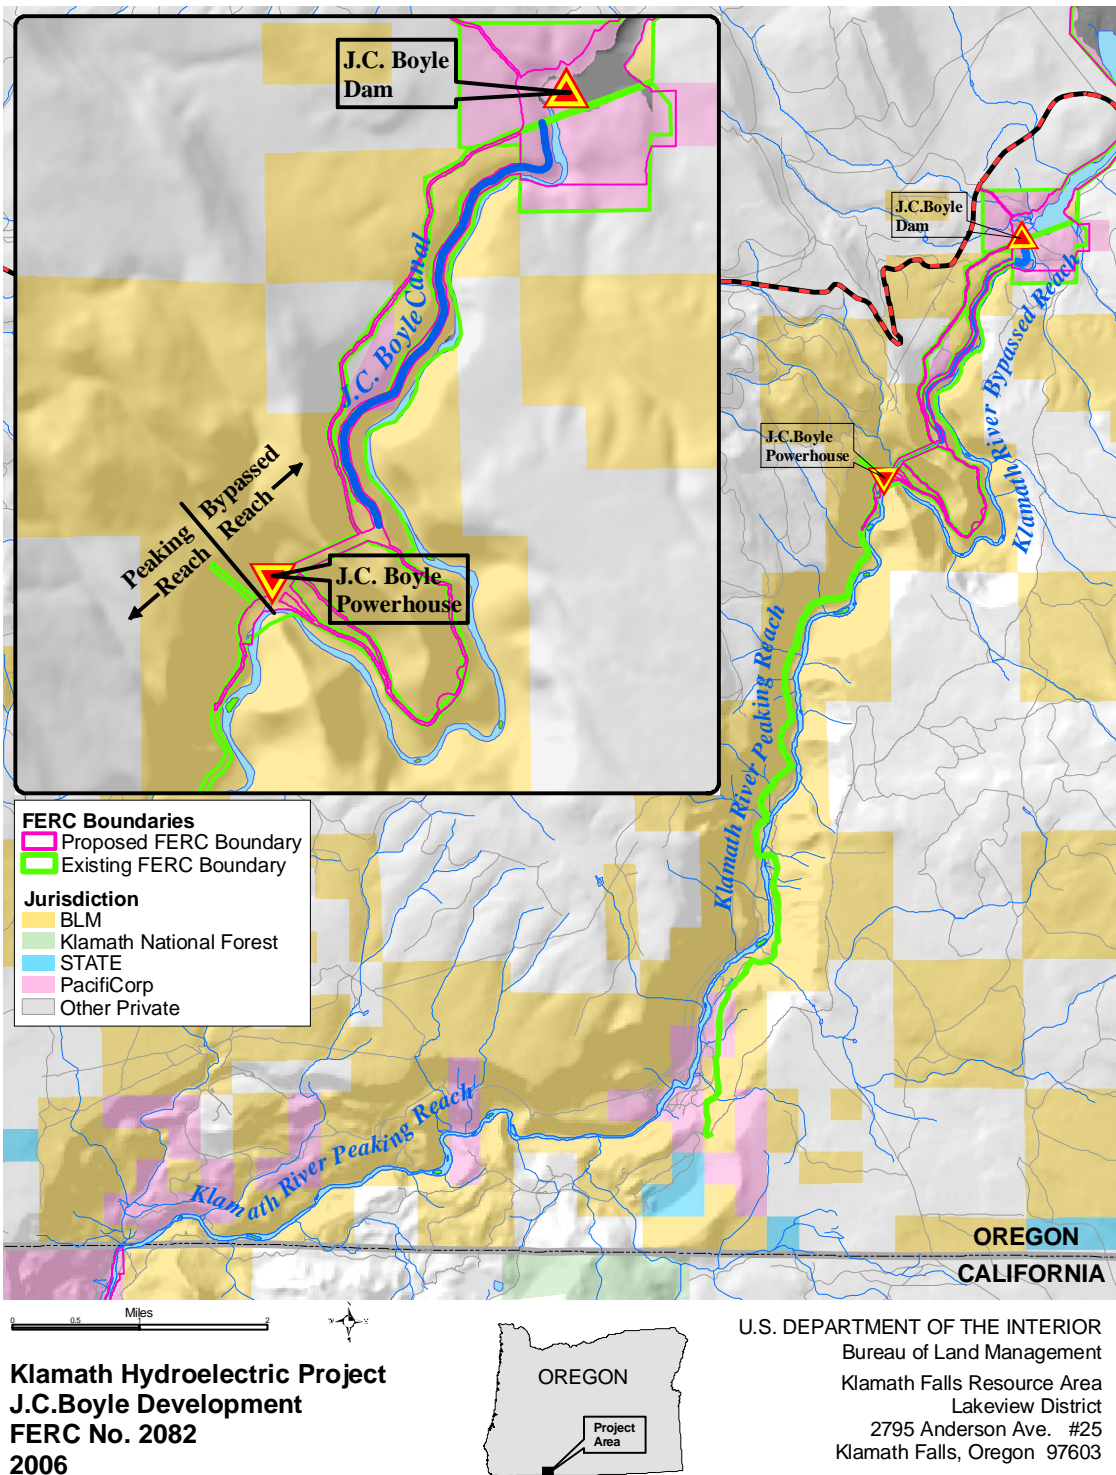 J.C. Boyle
Dam
J.C. Boyle Canal
Bypassed
Reach
Peaking
Reach
J.C. Boyle
Powerhouse
J.C.Boyle
Dam
Klamath River Bypassed Reach
J.C.Boyle
Powerhouse
Klamath River Peaking Reach
FERC Boundaries
Proposed FERC Boundary
Existing FERC Boundary
Jurisdiction
BLM
Klamath National Forest
STATE
PacifiCorp
Other Private
Klamath River Peaking Reach
OREGON
CALIFORNIA
Miles
0 0.5 1 2
Klamath Hydroelectric Project
J.C.Boyle Development
FERC No. 2082
2006
OREGON
Project
Area
U.S. DEPARTMENT OF THE INTERIOR
Bureau of Land Management
Klamath Falls Resource Area
Lakeview District
2795 Anderson Ave. #25
Klamath Falls, Oregon 97603